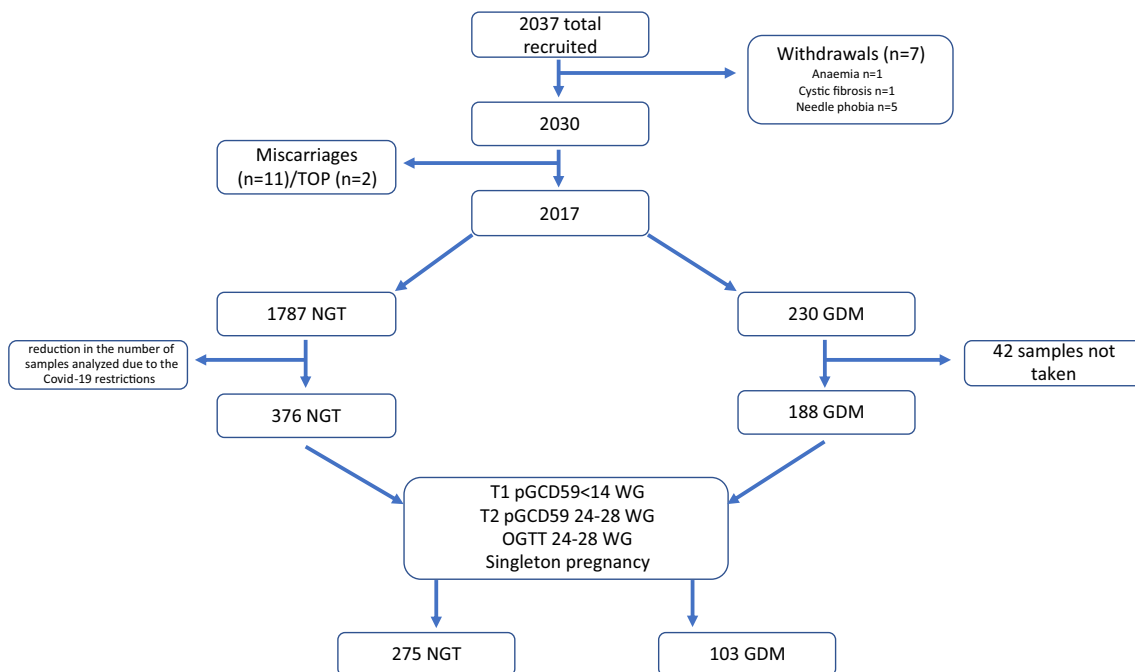 2037 total
recruited
Withdrawals (n=7)
Anaemia n=1
Cystic fibrosis n=1
Needle phobia n=5
2030
Miscarriages
(n=11)/TOP (n=2)
2017
1787 NGT
230 GDM
reduction in the number of
samples analyzed due to the
Covid-19 restrictions
42 samples not
taken
376 NGT
188 GDM
T1 pGCD59<14 WG
T2 pGCD59 24-28 WG
OGTT 24-28 WG
Singleton pregnancy
275 NGT
103 GDM